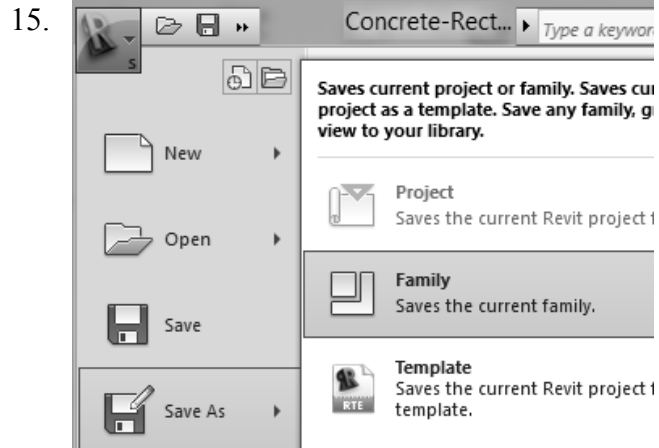 15.
Concrete-Rect... Type a keyword
S
Saves current project or family. Saves cur
project as a template. Save any family, g
view to your library.
New
Project
Saves the current Revit project f
Open
Family
Saves the current family.
Save
Template
Saves the current Revit project f
template.
RTE
Save As